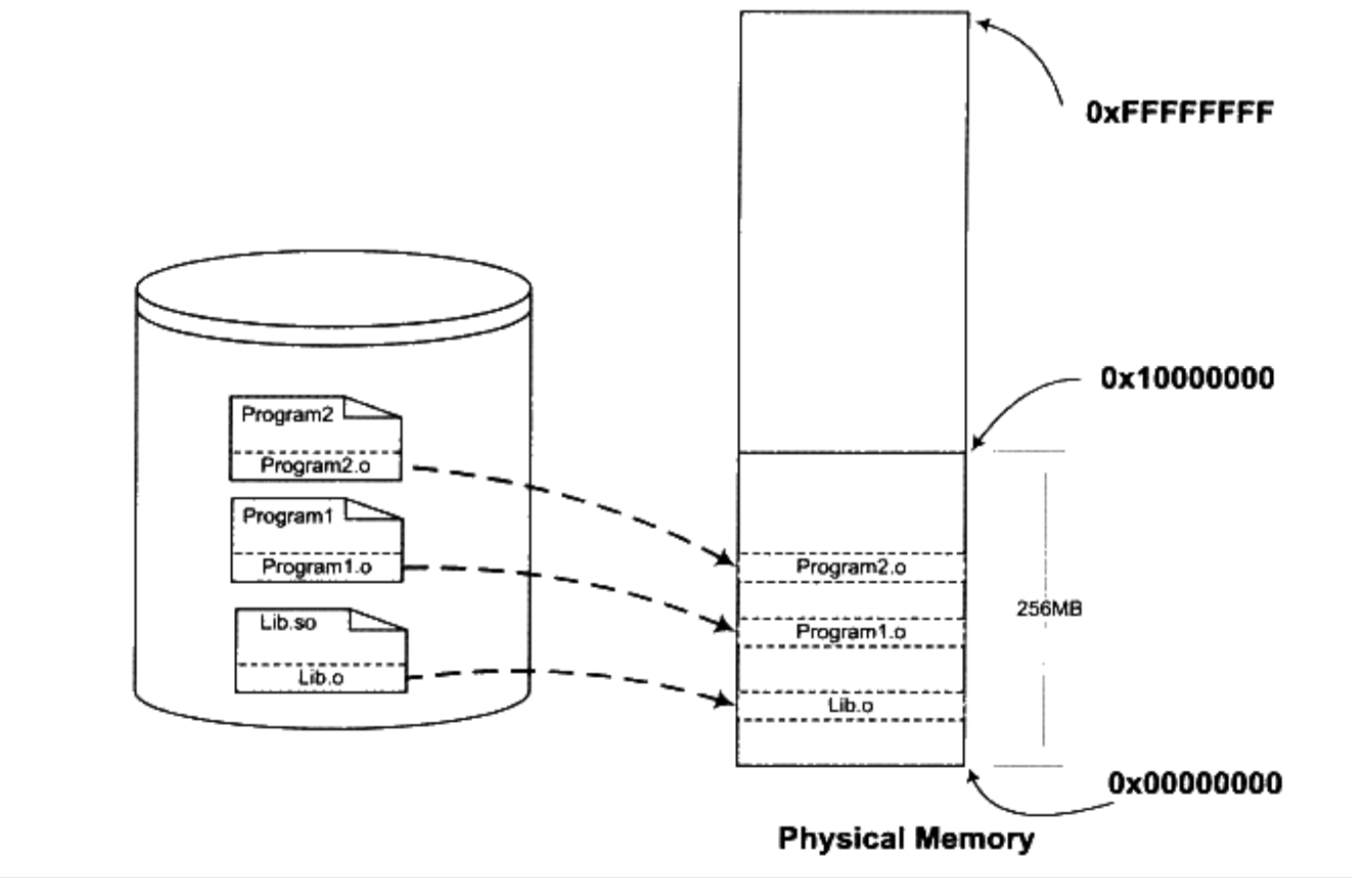 0xFFFFFFFF
0x10000000
Program2
Program2.o
Program1
Program1.o
Lib.so
Lib.o
Program2.o
Program1.o
Lib.o
256MB
0x00000000
Physical Memory